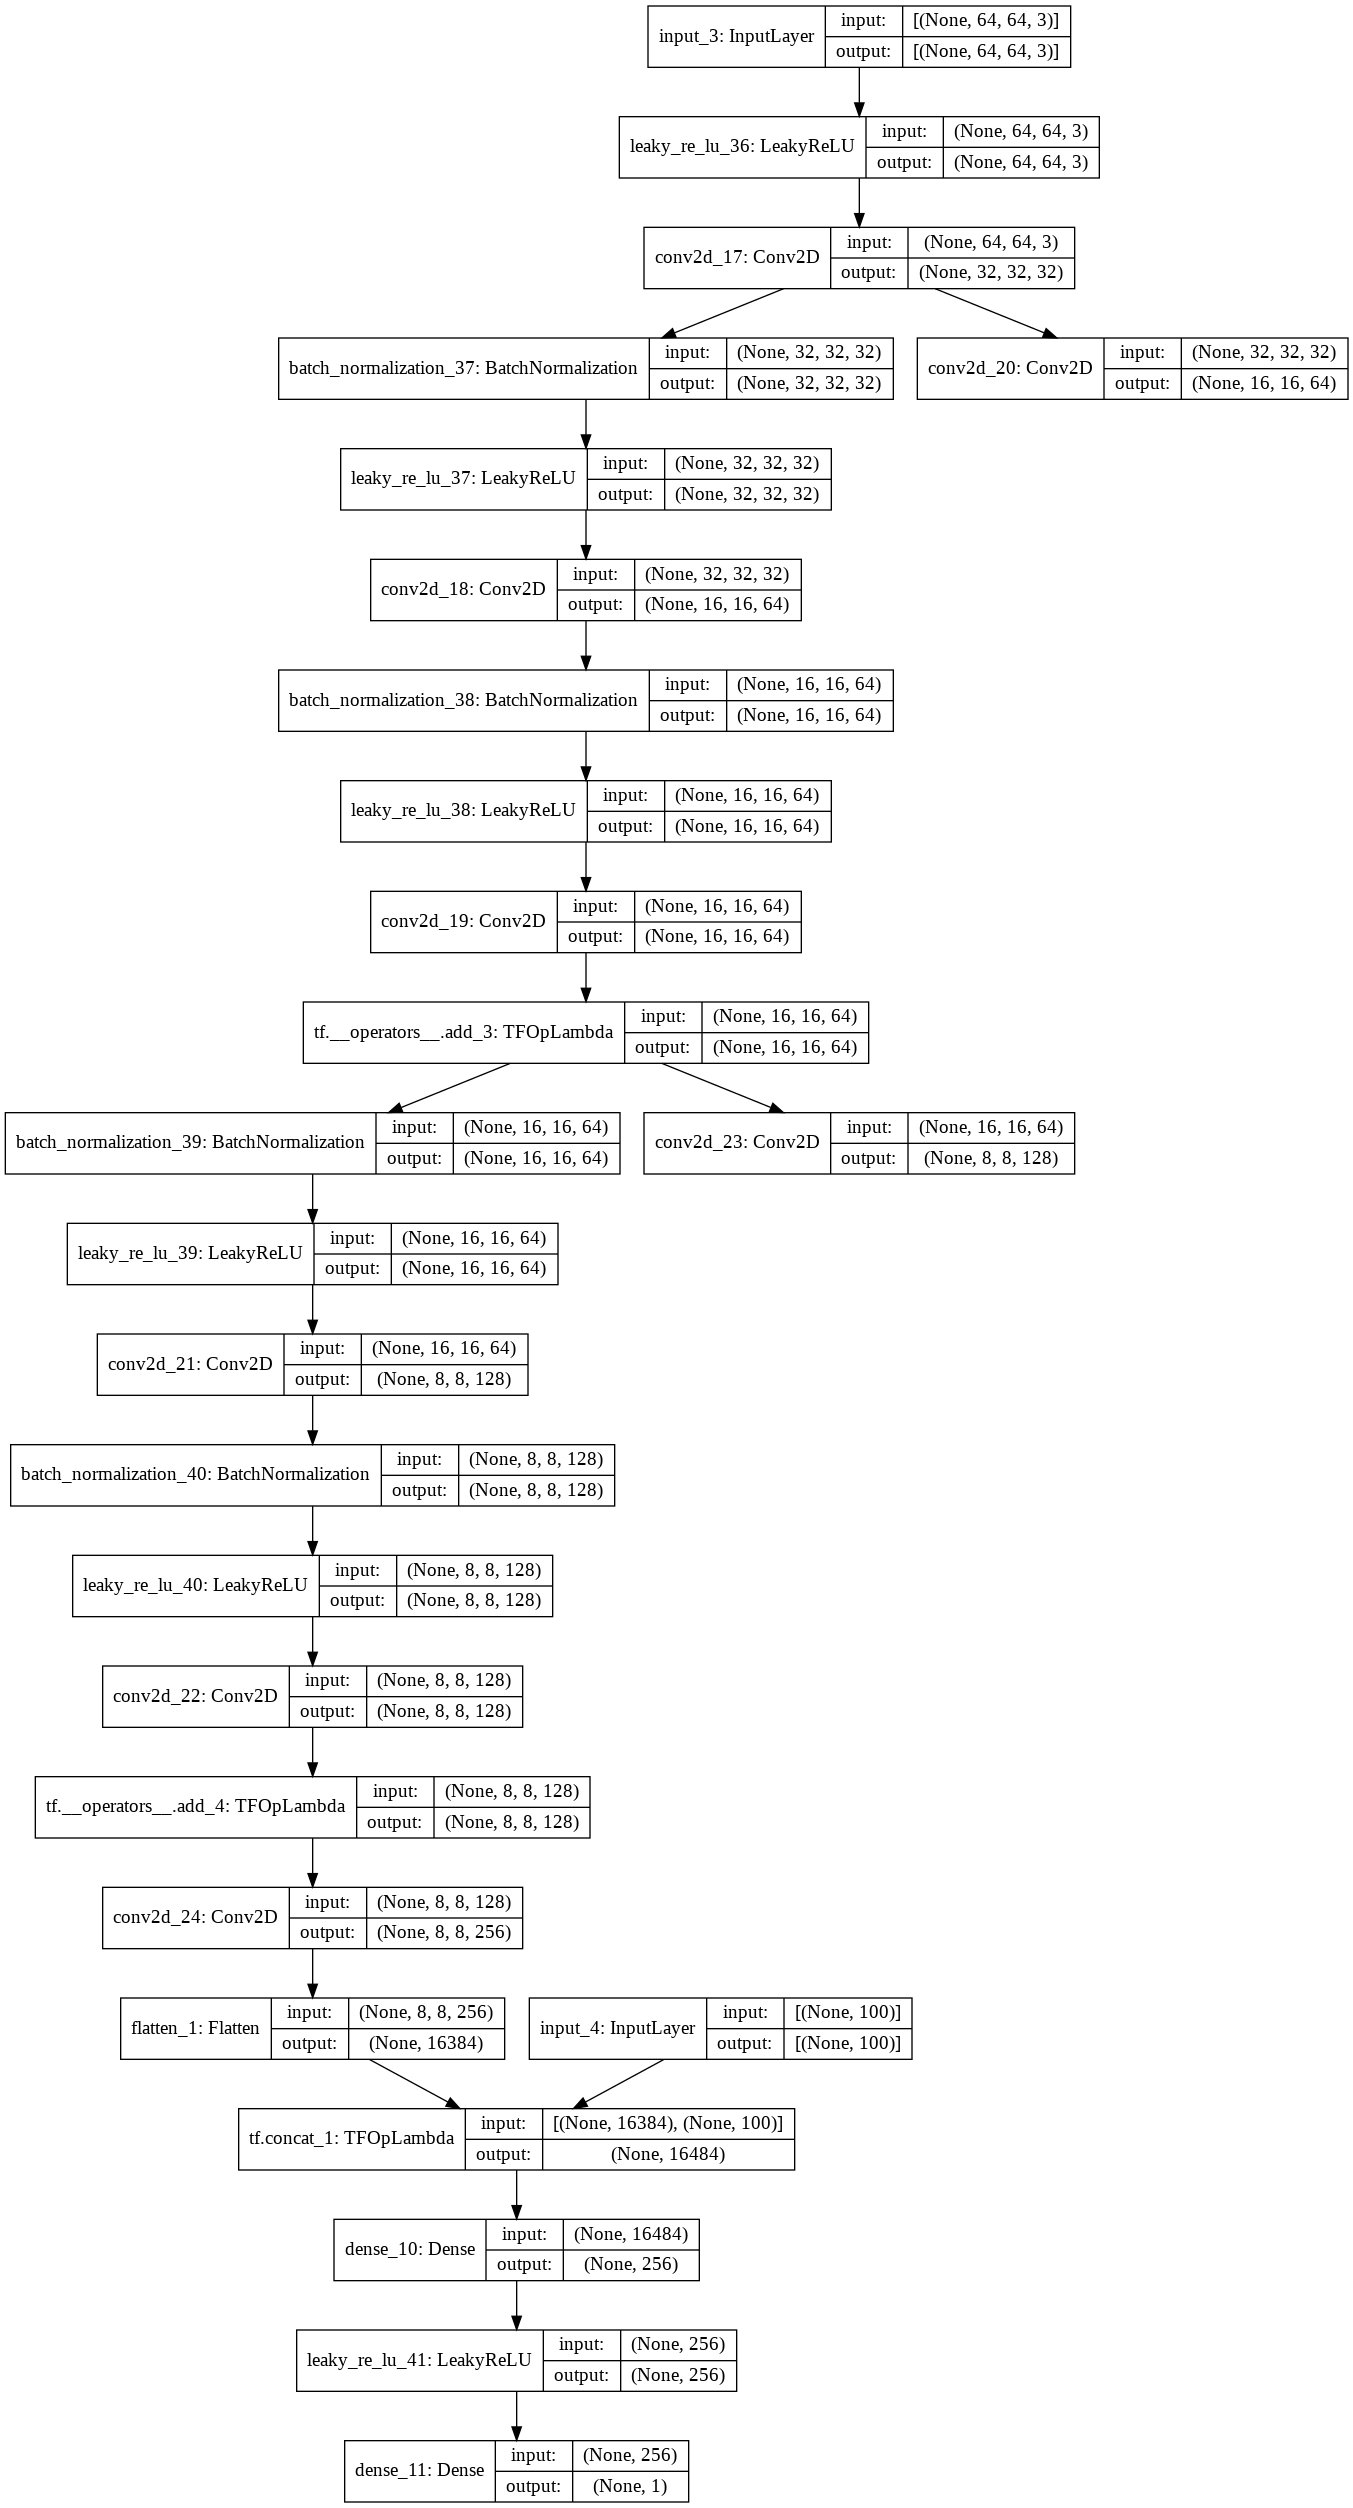 input_3: InputLayer
input: [(None, 64, 64, 3)]
output: [(None, 64, 64, 3)]
leaky_re_lu_36: LeakyReLU
input: (None, 64, 64, 3)
output: (None, 64, 64, 3)
conv2d_17: Conv2D
input: (None, 64, 64, 3)
output: (None, 32, 32, 32)
batch_normalization_37: BatchNormalization
input: (None, 32, 32, 32)
output: (None, 32, 32, 32)
conv2d_20: Conv2D
input: (None, 32, 32, 32)
output: (None, 16, 16, 64)
leaky_re_lu_37: LeakyReLU
input: (None, 32, 32, 32)
output: (None, 32, 32, 32)
conv2d_18: Conv2D
input: (None, 32, 32, 32)
output: (None, 16, 16, 64)
batch_normalization_38: BatchNormalization
input: (None, 16, 16, 64)
output: (None, 16, 16, 64)
leaky_re_lu_38: LeakyReLU
input: (None, 16, 16, 64)
output: (None, 16, 16, 64)
conv2d_19: Conv2D
input: (None, 16, 16, 64)
output: (None, 16, 16, 64)
tf.__operators__.add_3: TFOpLambda
input: (None, 16, 16, 64)
output: (None, 16, 16, 64)
batch_normalization_39: BatchNormalization
input: (None, 16, 16, 64)
output: (None, 16, 16, 64)
conv2d_23: Conv2D
input: (None, 16, 16, 64)
output: (None, 8, 8, 128)
leaky_re_lu_39: LeakyReLU
input: (None, 16, 16, 64)
output: (None, 16, 16, 64)
conv2d_21: Conv2D
input: (None, 16, 16, 64)
output: (None, 8, 8, 128)
batch_normalization_40: BatchNormalization
input: (None, 8, 8, 128)
output: (None, 8, 8, 128)
leaky_re_lu_40: LeakyReLU
input: (None, 8, 8, 128)
output: (None, 8, 8, 128)
conv2d_22: Conv2D
input: (None, 8, 8, 128)
output: (None, 8, 8, 128)
tf.__operators__.add_4: TFOpLambda
input: (None, 8, 8, 128)
output: (None, 8, 8, 128)
conv2d_24: Conv2D
input: (None, 8, 8, 128)
output: (None, 8, 8, 256)
flatten_1: Flatten
input: (None, 8, 8, 256)
output: (None, 16384)
input_4: InputLayer
input: [(None, 100)]
output: [(None, 100)]
tf.concat_1: TFOpLambda
input: [(None, 16384), (None, 100)]
output: (None, 16484)
dense_10: Dense
input: (None, 16484)
output: (None, 256)
leaky_re_lu_41: LeakyReLU
input: (None, 256)
output: (None, 256)
dense_11: Dense
input: (None, 256)
output: (None, 1)